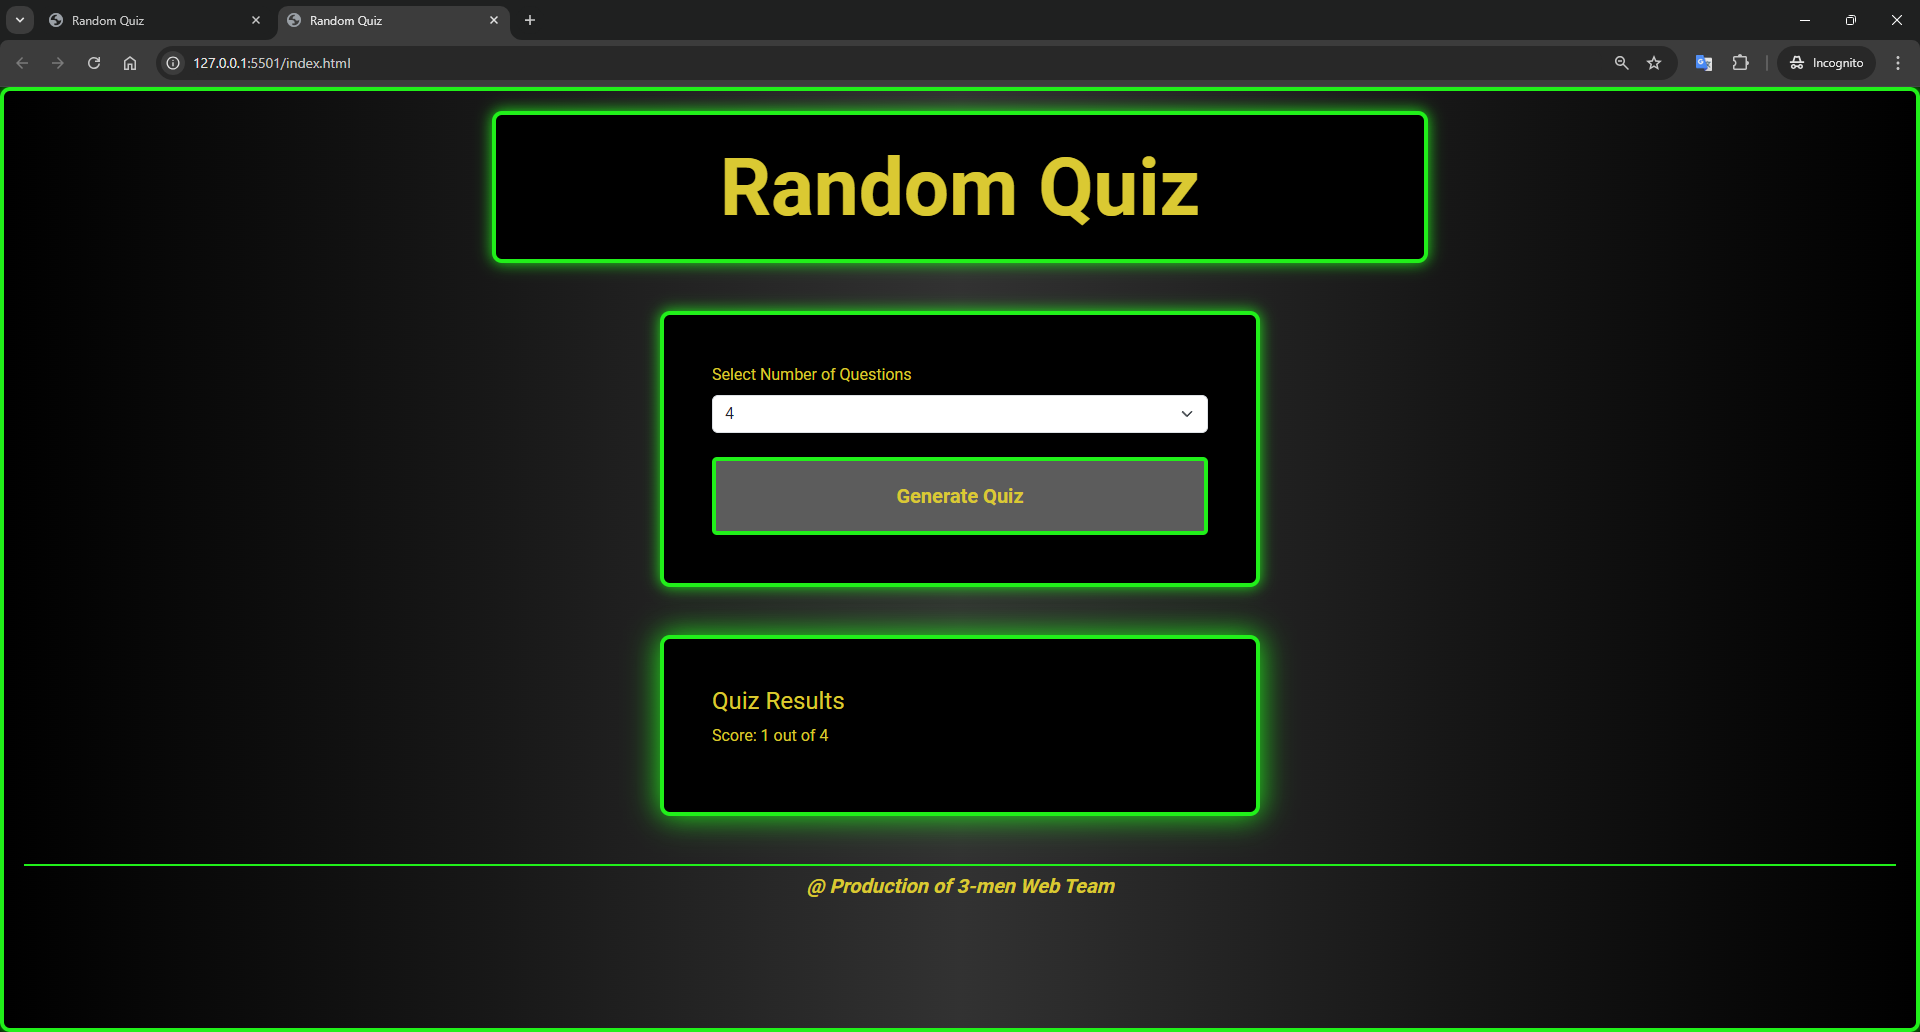 Random Quiz
Random Quiz
127.0.0.1:5501/index.html
Incognito
Random Quiz
Select Number of Questions
4
Generate Quiz
Quiz Results
Score: 1 out of 4
@ Production of 3-men Web Team